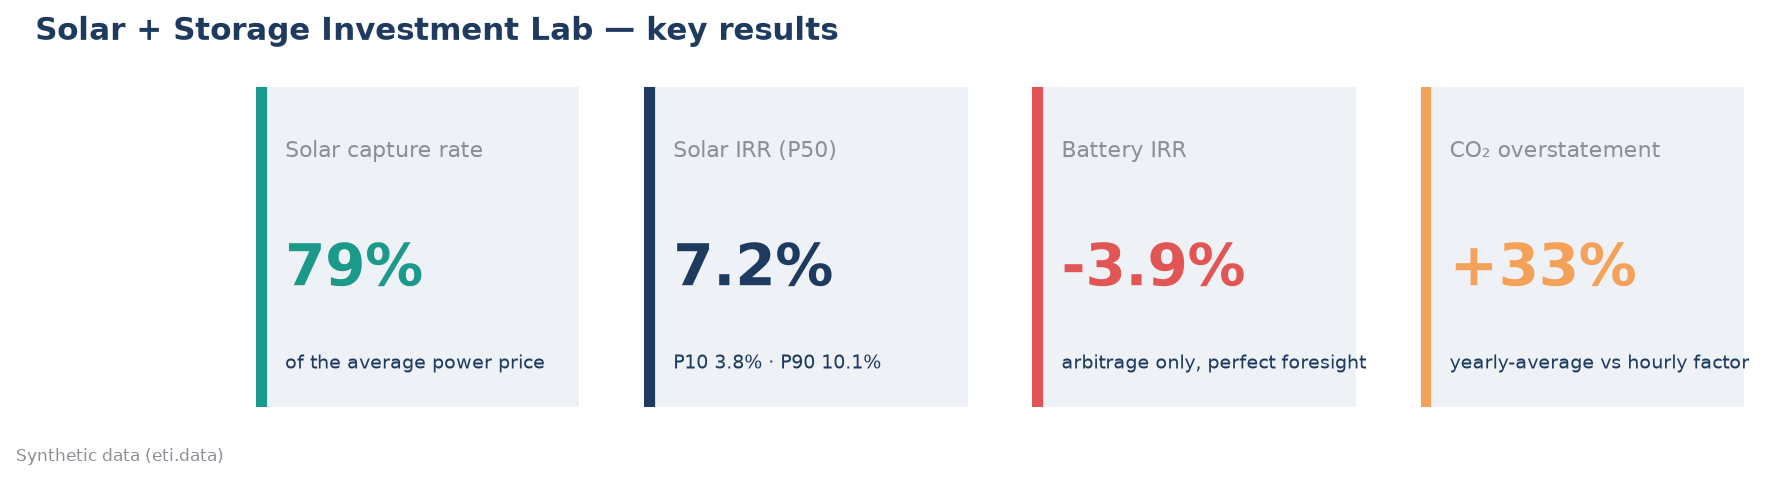 Solar + Storage Investment Lab — key results
Solar capture rate
79%
of the average power price
Solar IRR (P50)
7.2%
P10 3.8% · P90 10.1%
Battery IRR
-3.9%
arbitrage only, perfect foresight
CO₂ overstatement
+33%
yearly-average vs hourly factor
Synthetic data (eti.data)